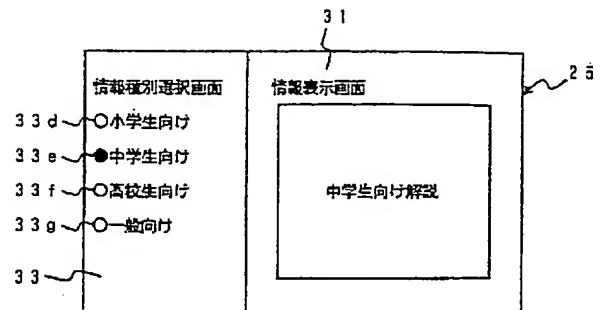 31
25
情報種別選択画面
情報表示画面
33d 小学生向け
33e 中学生向け
33f 高校生向け
33g 一般向け
中学生向け解説
33